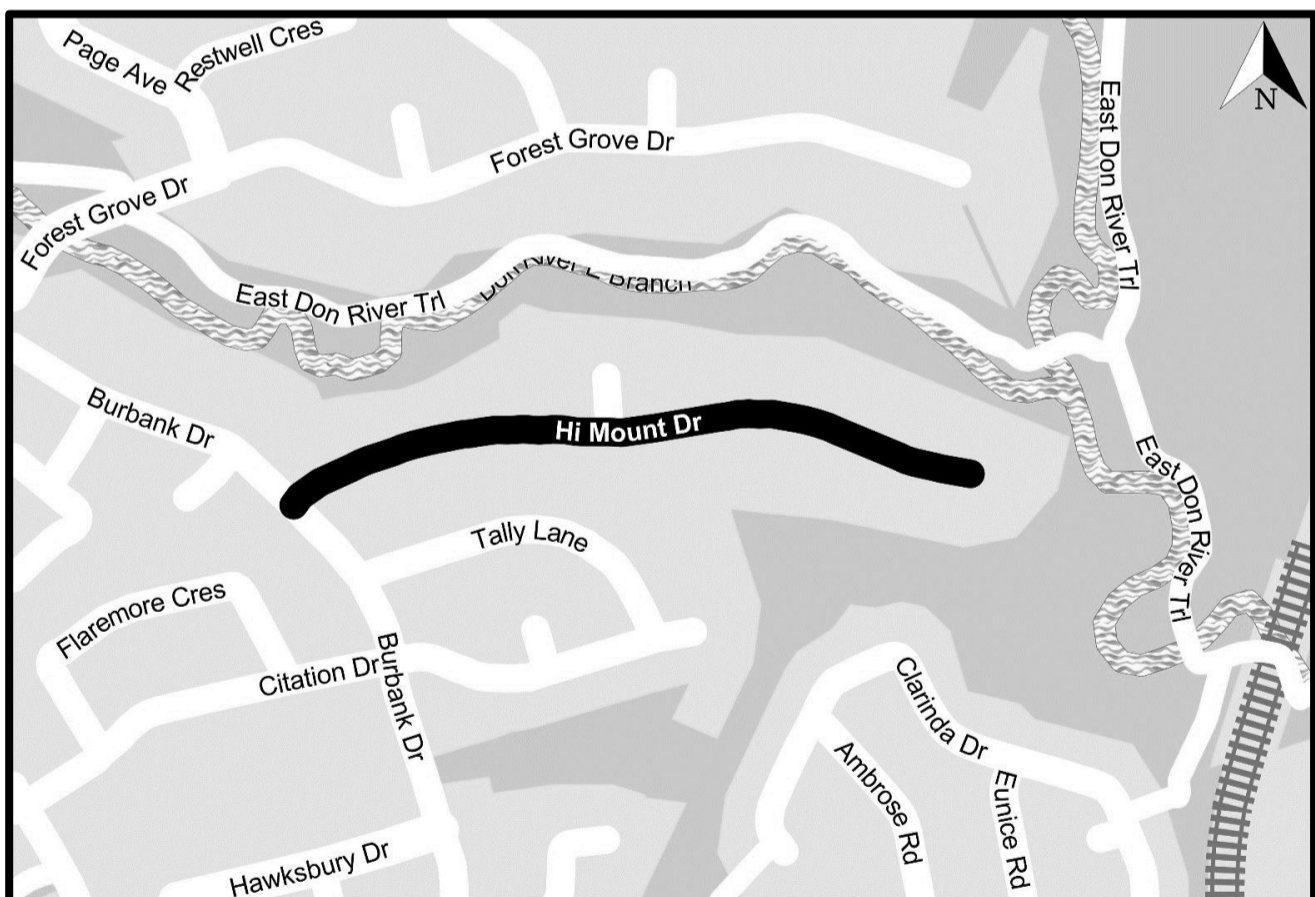 Page Ave
Restwell Cres
N
Forest Grove Dr
East Don River Trl
Forest Grove Dr
East Don River Trl
Branch
Burbank Dr
Hi Mount Dr
East Don River Trl
Tally Lane
Flaremore Cres
Citation Dr
Burbank Dr
Clarinda Dr
Ambrose Rd
Eunice Rd
Hawksbury Dr